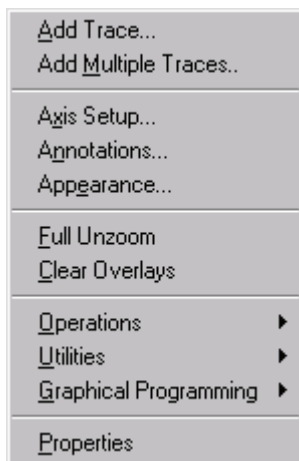 Add Trace...
Add Multiple Traces..
Axis Setup...
Annotations...
Appearance...
Full Unzoom
Clear Overlays
Operations
Utilities
Graphical Programming
Properties